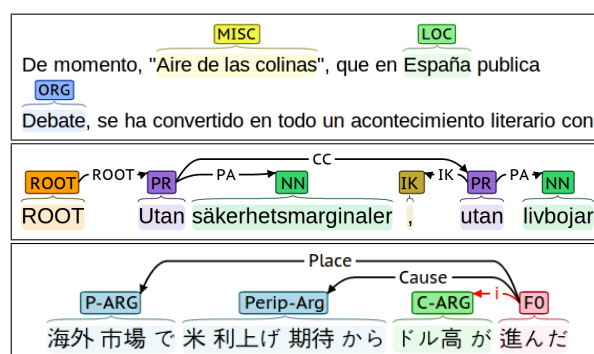 MISC LOC
De momento, "Aire de las colinas", que en España publica
ORG
Debate, se ha convertido en todo un acontecimiento literario con
CC
ROOT ROOT PR PA NN IK IK PR PA NN
ROOT Utan säkerhetsmarginaler , utan livbojar
Place
Cause
P-ARG Perip-Arg C-ARG i F0
海外 市場 で 米 利上げ 期待 から ドル高 が 進んだ